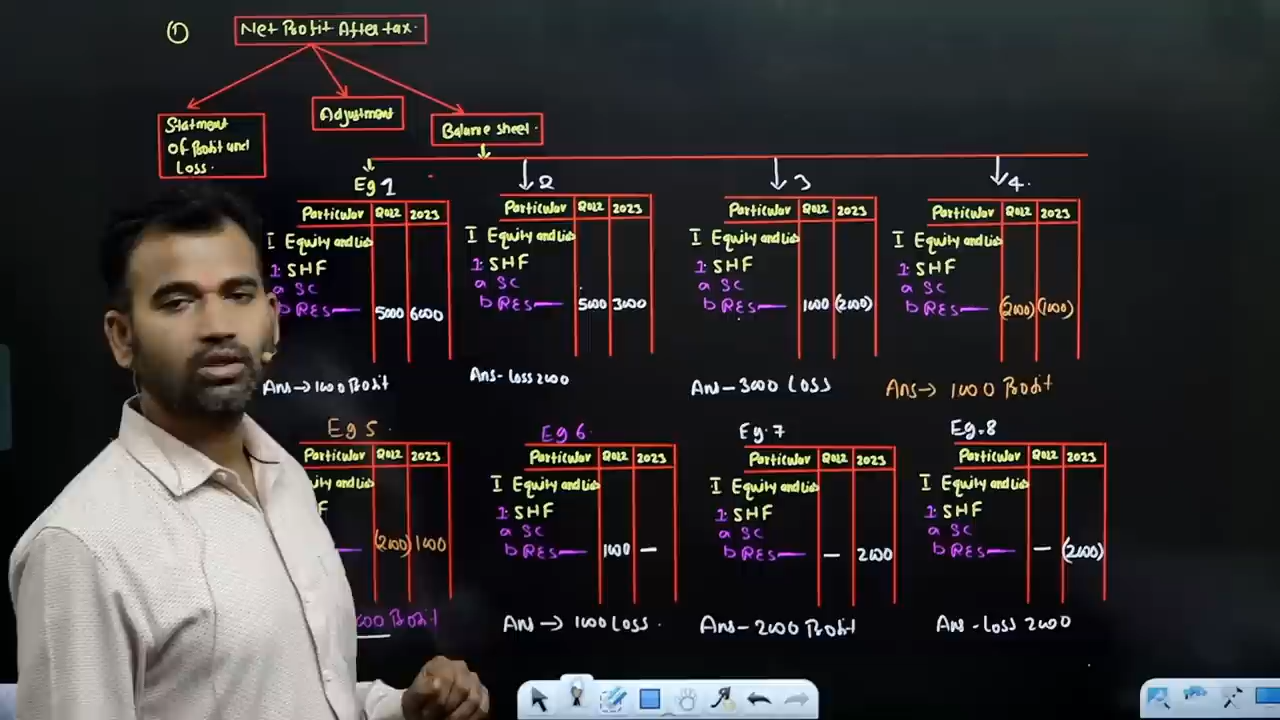 1 Net Profit After tax.
Statment of Profit and Loss.
Adjustment
Balance sheet.
Eg 1
Particular 2022 2023
I Equity and Lia
1. SHF
a SC
b RES 5000 6000
Ans → 1000 Profit
2
Particular 2022 2023
I Equity and Lia
1. SHF
a SC
b RES 5000 3000
Ans - Loss 2000
3
Particular 2022 2023
I Equity and Lia
1. SHF
a SC
b RES 1000 (2000)
Ans - 3000 Loss
4.
Particular 2022 2023
I Equity and Lia
1. SHF
a SC
b RES (2000) (1000)
Ans → 1000 Profit
Eg 5.
Particular 2022 2023
Equity and Lia
F
(2000) 1000
000 Profit
Eg 6.
Particular 2022 2023
I Equity and Lia
1. SHF
a SC
b RES 1000 —
Ans → 1000 Loss.
Eg. 7
Particular 2022 2023
I Equity and Lia
1. SHF
a SC
b RES — 2000
Ans - 2000 Profit
Eg. 8
Particular 2022 2023
I Equity and Lia
1. SHF
a SC
b RES — (2000)
Ans - Loss 2000